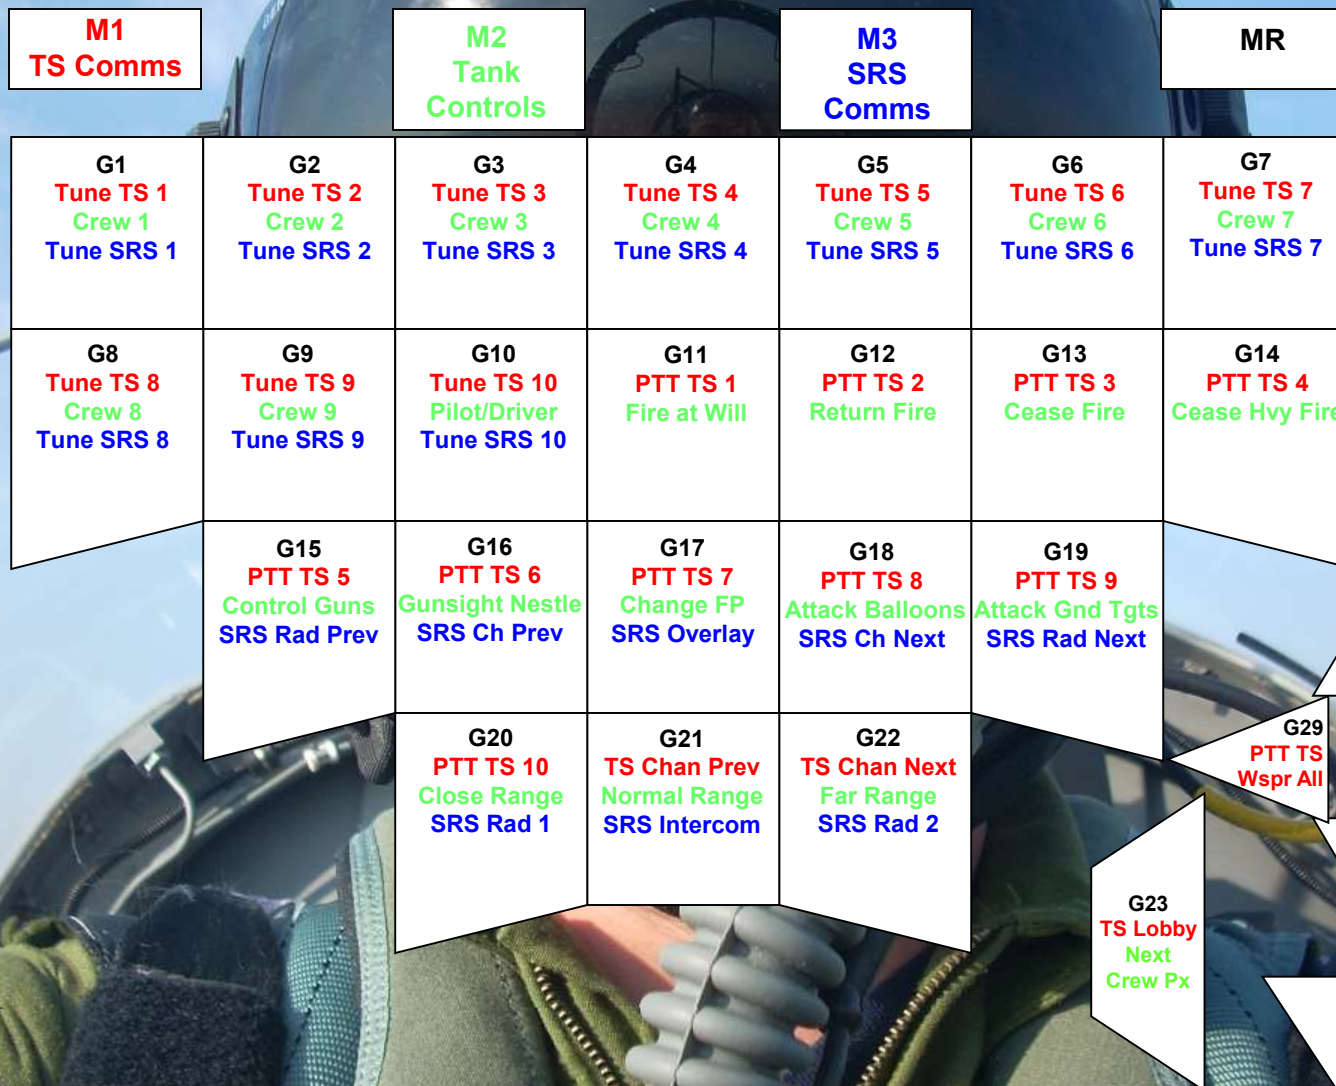 M1
TS Comms
M2
Tank
Controls
M3
SRS
Comms
MR
G1
Tune TS 1
Crew 1
Tune SRS 1
G2
Tune TS 2
Crew 2
Tune SRS 2
G3
Tune TS 3
Crew 3
Tune SRS 3
G4
Tune TS 4
Crew 4
Tune SRS 4
G5
Tune TS 5
Crew 5
Tune SRS 5
G6
Tune TS 6
Crew 6
Tune SRS 6
G7
Tune TS 7
Crew 7
Tune SRS 7
G8
Tune TS 8
Crew 8
Tune SRS 8
G9
Tune TS 9
Crew 9
Tune SRS 9
G10
Tune TS 10
Pilot/Driver
Tune SRS 10
G11
PTT TS 1
Fire at Will
G12
PTT TS 2
Return Fire
G13
PTT TS 3
Cease Fire
G14
PTT TS 4
Cease Hvy Fire
G15
PTT TS 5
Control Guns
SRS Rad Prev
G16
PTT TS 6
Gunsight Nestle
SRS Ch Prev
G17
PTT TS 7
Change FP
SRS Overlay
G18
PTT TS 8
Attack Balloons
SRS Ch Next
G19
PTT TS 9
Attack Gnd Tgts
SRS Rad Next
G20
PTT TS 10
Close Range
SRS Rad 1
G21
TS Chan Prev
Normal Range
SRS Intercom
G22
TS Chan Next
Far Range
SRS Rad 2
G29
PTT TS
Wspr All
G23
TS Lobby
Next
Crew Px